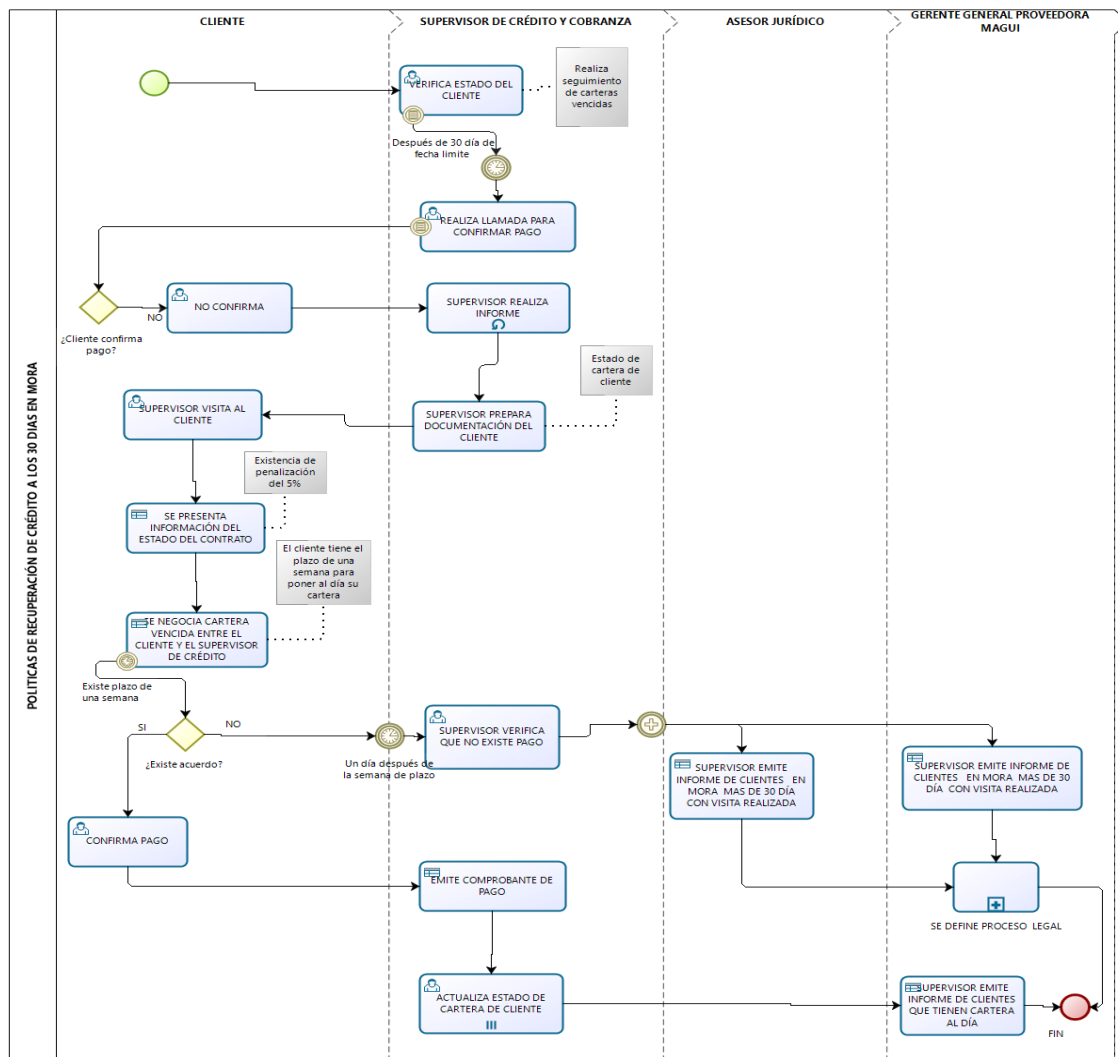 CLIENTE
SUPERVISOR DE CRÉDITO Y COBRANZA
ASESOR JURÍDICO
GERENTE GENERAL PROVEEDORA
MAGUI
POLITICAS DE RECUPERACIÓN DE CRÉDITO A LOS 30 DIAS EN MORA
VERIFICA ESTADO DEL
CLIENTE
Realiza
seguimiento
de carteras
vencidas
Después de 30 día de
fecha limite
REALIZA LLAMADA PARA
CONFIRMAR PAGO
¿Cliente confirma
pago?
NO
NO CONFIRMA
SUPERVISOR REALIZA
INFORME
Estado de
cartera de
cliente
SUPERVISOR PREPARA
DOCUMENTACIÓN DEL
CLIENTE
SUPERVISOR VISITA AL
CLIENTE
Existencia de
penalización
del 5%
SE PRESENTA
INFORMACIÓN DEL
ESTADO DEL CONTRATO
El cliente tiene el
plazo de una
semana para
poner al día su
cartera
SE NEGOCIA CARTERA
VENCIDA ENTRE EL
CLIENTE Y EL SUPERVISOR
DE CRÉDITO
Existe plazo de
una semana
SI
NO
¿Existe acuerdo?
Un día después de
la semana de plazo
SUPERVISOR VERIFICA
QUE NO EXISTE PAGO
SUPERVISOR EMITE
INFORME DE CLIENTES EN
MORA MAS DE 30 DÍA
CON VISITA REALIZADA
SUPERVISOR EMITE INFORME DE
CLIENTES EN MORA MAS DE 30
DÍA CON VISITA REALIZADA
CONFIRMA PAGO
EMITE COMPROBANTE DE
PAGO
SE DEFINE PROCESO LEGAL
ACTUALIZA ESTADO DE
CARTERA DE CLIENTE
SUPERVISOR EMITE
INFORME DE CLIENTES
QUE TIENEN CARTERA
AL DÍA
FIN